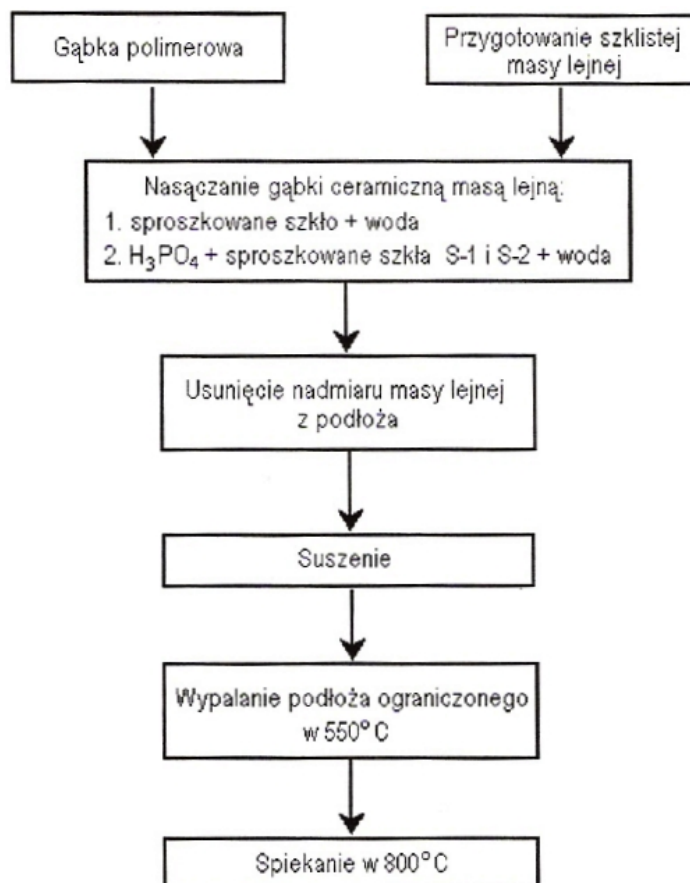 Gąbka polimerowa
Przygotowanie szklistej
masy lejnej
Nasączanie gąbki ceramiczną masą lejną:
1. sproszkowane szkło + woda
2. H₃PO₄ + sproszkowane szkła S-1 i S-2 + woda
Usunięcie nadmiaru masy lejnej
z podłoża
Suszenie
Wypalanie podłoża ograniczonego
w 550° C
Spiekanie w 800°C